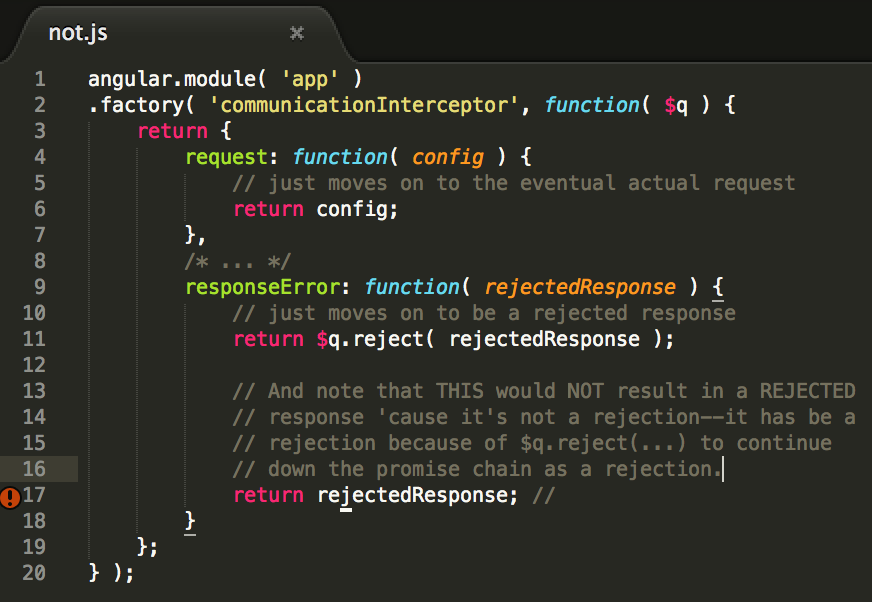 not.js ×
1 angular.module( 'app' )
2 .factory( 'communicationInterceptor', function( $q ) {
3     return {
4         request: function( config ) {
5             // just moves on to the eventual actual request
6             return config;
7         },
8         /* ... */
9         responseError: function( rejectedResponse ) {
10             // just moves on to be a rejected response
11             return $q.reject( rejectedResponse );
12
13             // And note that THIS would NOT result in a REJECTED
14             // response 'cause it's not a rejection--it has be a
15             // rejection because of $q.reject(...) to continue
16             // down the promise chain as a rejection.
17             return rejectedResponse; //
18         }
19     };
20 } );